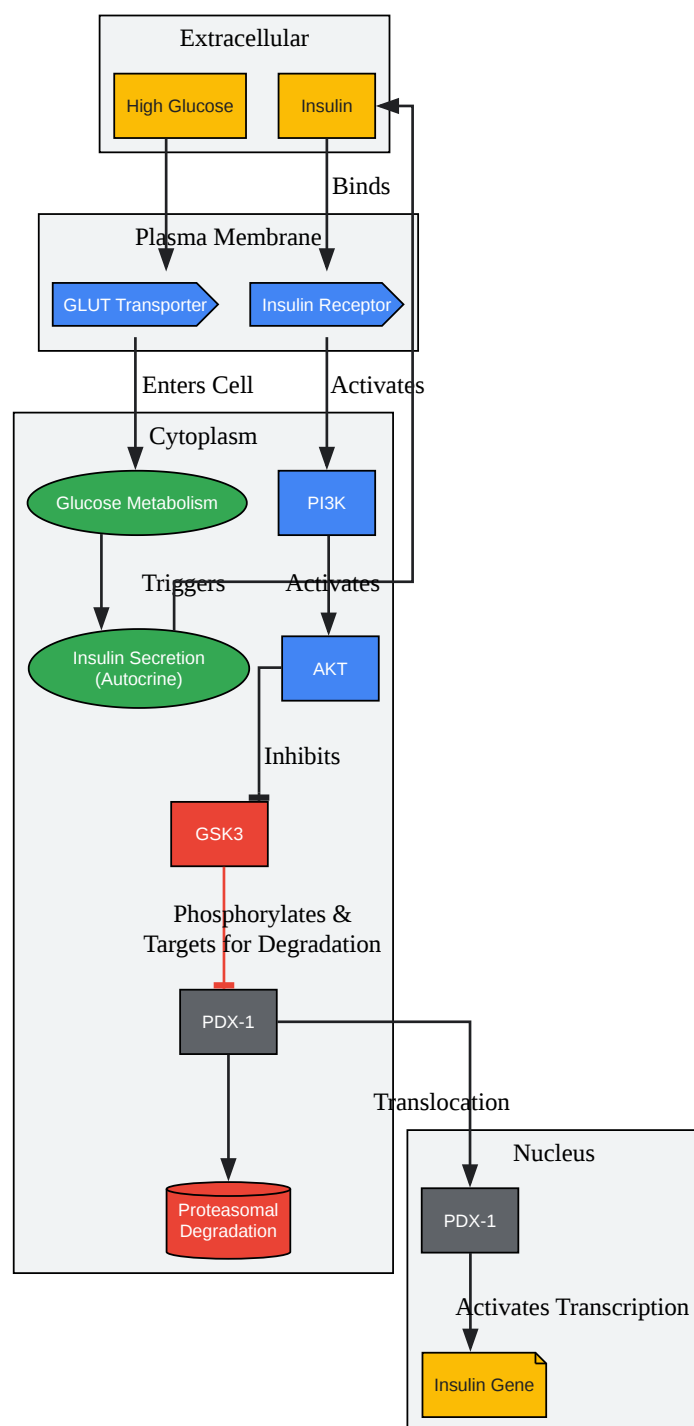 Extracellular
High Glucose
Insulin
Binds
Plasma Membrane
GLUT Transporter
Insulin Receptor
Enters Cell
Activates
Cytoplasm
Glucose Metabolism
PI3K
Triggers
Activates
Insulin Secretion
(Autocrine)
AKT
Inhibits
GSK3
Phosphorylates &
Targets for Degradation
PDX-1
Translocation
Nucleus
Proteasomal
Degradation
PDX-1
Activates Transcription
Insulin Gene